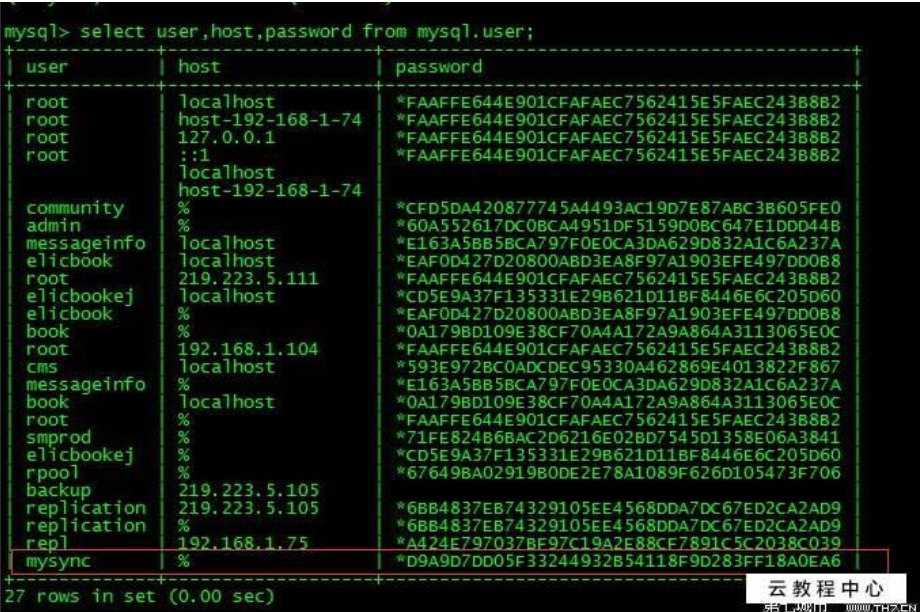 mysql> select user,host,password from mysql.user;
user | host | password
root | localhost | *FAAFFE644E901CFAFAEC7562415E5FAEC243B8B2
root | host-192-168-1-74 | *FAAFFE644E901CFAFAEC7562415E5FAEC243B8B2
root | 127.0.0.1 | *FAAFFE644E901CFAFAEC7562415E5FAEC243B8B2
root | ::1 | *FAAFFE644E901CFAFAEC7562415E5FAEC243B8B2
localhost
host-192-168-1-74
community | % | *CFD5DA420877745A4493AC19D7E87ABC3B605FE0
admin | % | *60A552617DC0BCA4951DF5159D0BC647E1DDD44B
messageinfo | localhost | *E163A5BB5BCA797F0E0CA3DA629D832A1C6A237A
elicbook | localhost | *EAF0D427D20800ABD3EA8F97A1903EFE497DD0B8
root | 219.223.5.111 | *FAAFFE644E901CFAFAEC7562415E5FAEC243B8B2
elicbookej | localhost | *CD5E9A37F135331E29B621D11BF8446E6C205D60
elicbook | % | *EAF0D427D20800ABD3EA8F97A1903EFE497DD0B8
book | % | *0A179BD109E38CF70A4A172A9A864A3113065E0C
root | 192.168.1.104 | *FAAFFE644E901CFAFAEC7562415E5FAEC243B8B2
cms | localhost | *593E972BC0ADCDEC95330A462869E4013822F867
messageinfo | % | *E163A5BB5BCA797F0E0CA3DA629D832A1C6A237A
book | localhost | *0A179BD109E38CF70A4A172A9A864A3113065E0C
root | % | *FAAFFE644E901CFAFAEC7562415E5FAEC243B8B2
smprod | % | *71FE824B6BAC2D6216E02BD7545D1358E06A3841
elicbookej | % | *CD5E9A37F135331E29B621D11BF8446E6C205D60
rpool | % | *67649BA02919B0DE2E78A1089F626D105473F706
backup | 219.223.5.105
replication | 219.223.5.105 | *6BB4837EB74329105EE4568DDA7DC67ED2CA2AD9
replication | % | *6BB4837EB74329105EE4568DDA7DC67ED2CA2AD9
repl | 192.168.1.75 | *A424E797037BF97C19A2E88CF7891C5C2038C039
mysync | % | *D9A9D7DD05F33244932B54118F9D283FF18A0EA6
27 rows in set (0.00 sec)
云教程中心